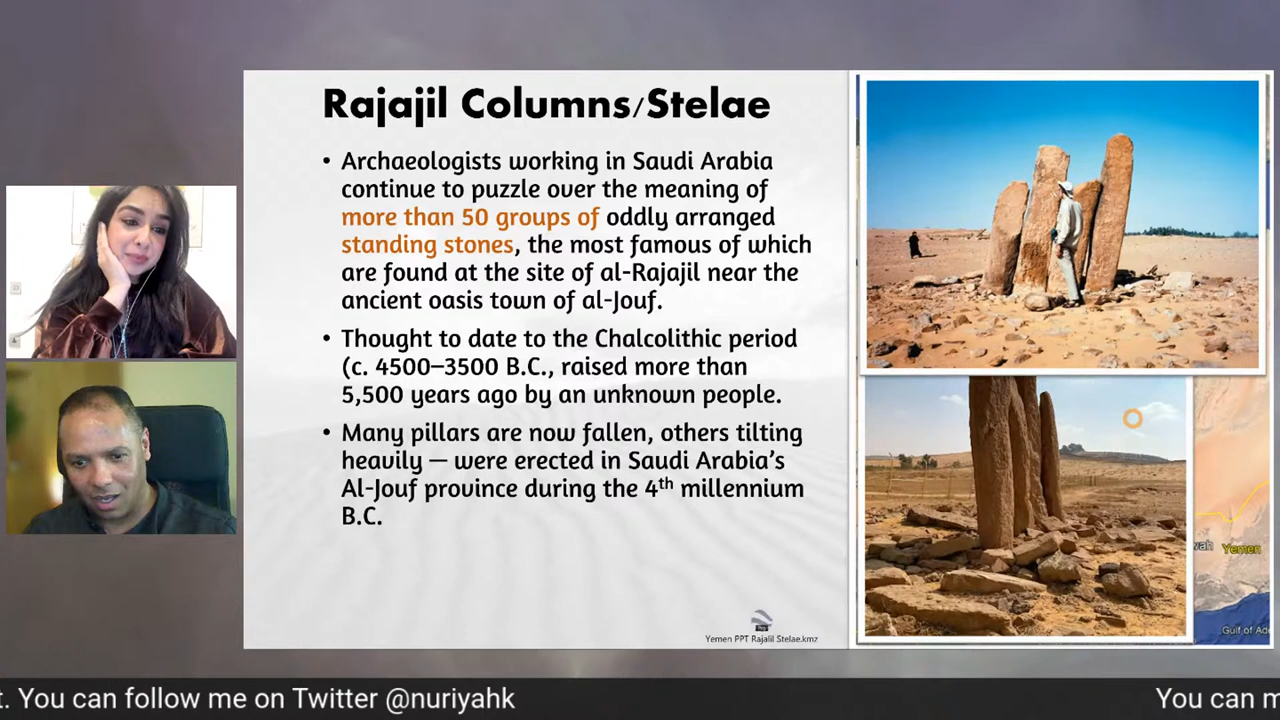 Rajajil Columns/Stelae
• Archaeologists working in Saudi Arabia
continue to puzzle over the meaning of
more than 50 groups of oddly arranged
standing stones, the most famous of which
are found at the site of al-Rajajil near the
ancient oasis town of al-Jouf.
• Thought to date to the Chalcolithic period
(c. 4500–3500 B.C., raised more than
5,500 years ago by an unknown people.
• Many pillars are now fallen, others tilting
heavily — were erected in Saudi Arabia’s
Al-Jouf province during the 4th millennium
B.C.
Yemen PPT Rajalil Stelae.kmz
Yemen
Gulf of Ade
t. You can follow me on Twitter @nuriyahk
You can m